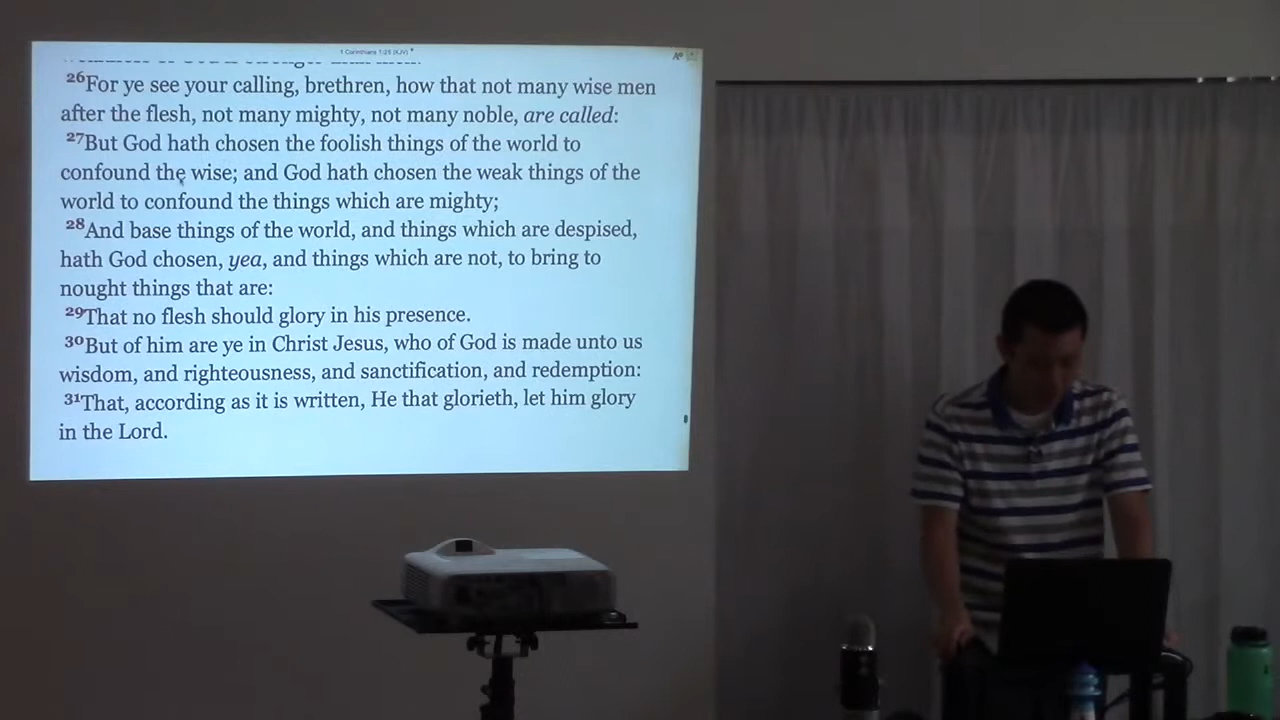 1 Corinthians 1:25 (KJV)
26For ye see your calling, brethren, how that not many wise men
after the flesh, not many mighty, not many noble, are called:
27But God hath chosen the foolish things of the world to
confound the wise; and God hath chosen the weak things of the
world to confound the things which are mighty;
28And base things of the world, and things which are despised,
hath God chosen, yea, and things which are not, to bring to
nought things that are:
29That no flesh should glory in his presence.
30But of him are ye in Christ Jesus, who of God is made unto us
wisdom, and righteousness, and sanctification, and redemption:
31That, according as it is written, He that glorieth, let him glory
in the Lord.